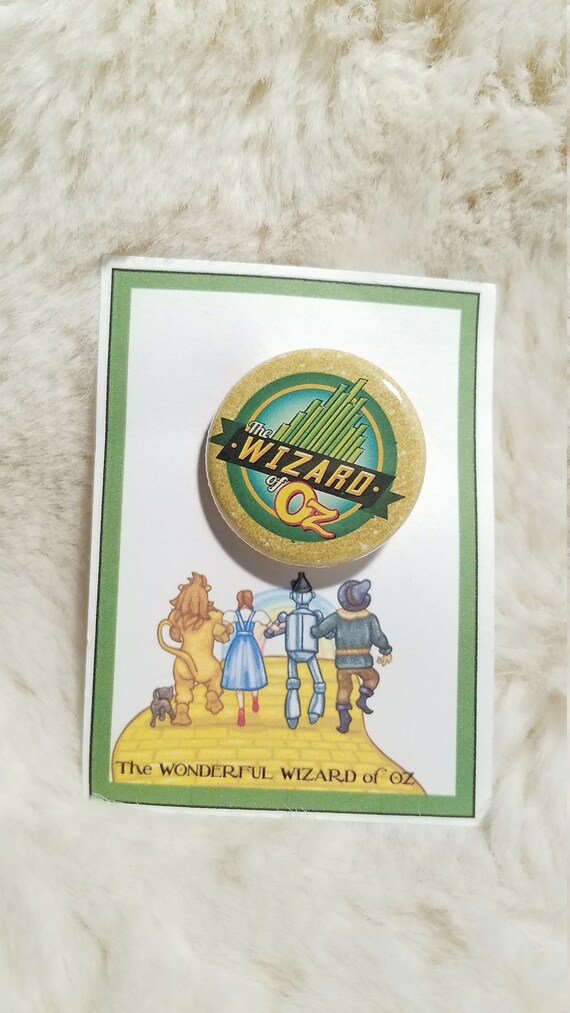 The
WIZARD
of OZ
The WONDERFUL WIZARD of OZ